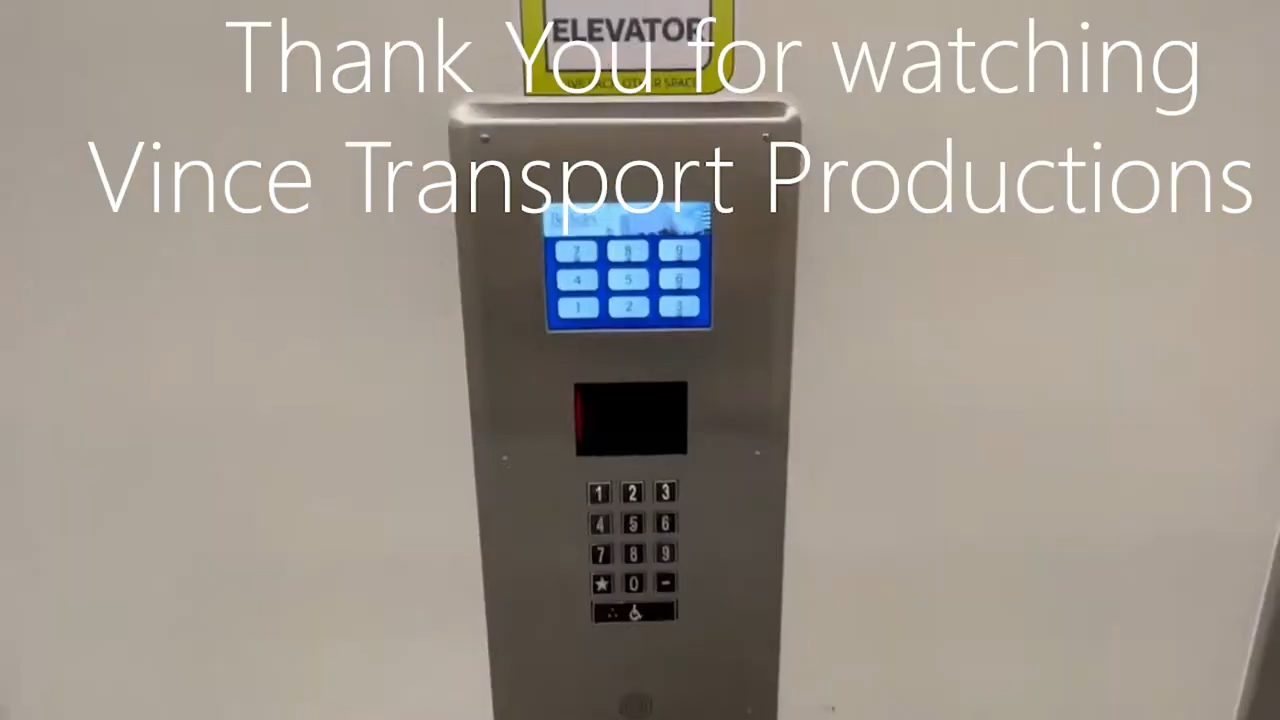 ELEVATOR
Thank You for watching
Vince Transport Productions
7 8 9
4 5 6
1 2 3
1 2 3
4 5 6
7 8 9
★ 0 -